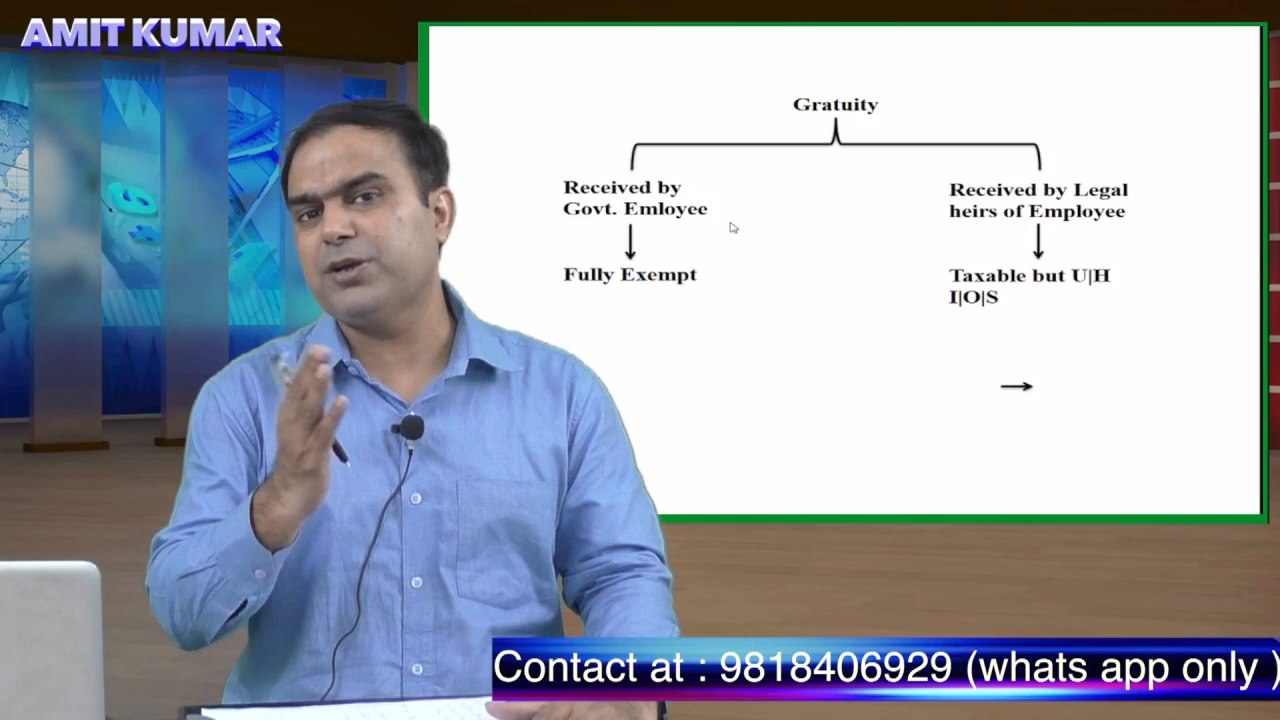 AMIT KUMAR
Gratuity
Received by
Govt. Emloyee
Fully Exempt
Received by Legal
heirs of Employee
Taxable but U|H
I|O|S
Contact at : 9818406929 (whats app only )